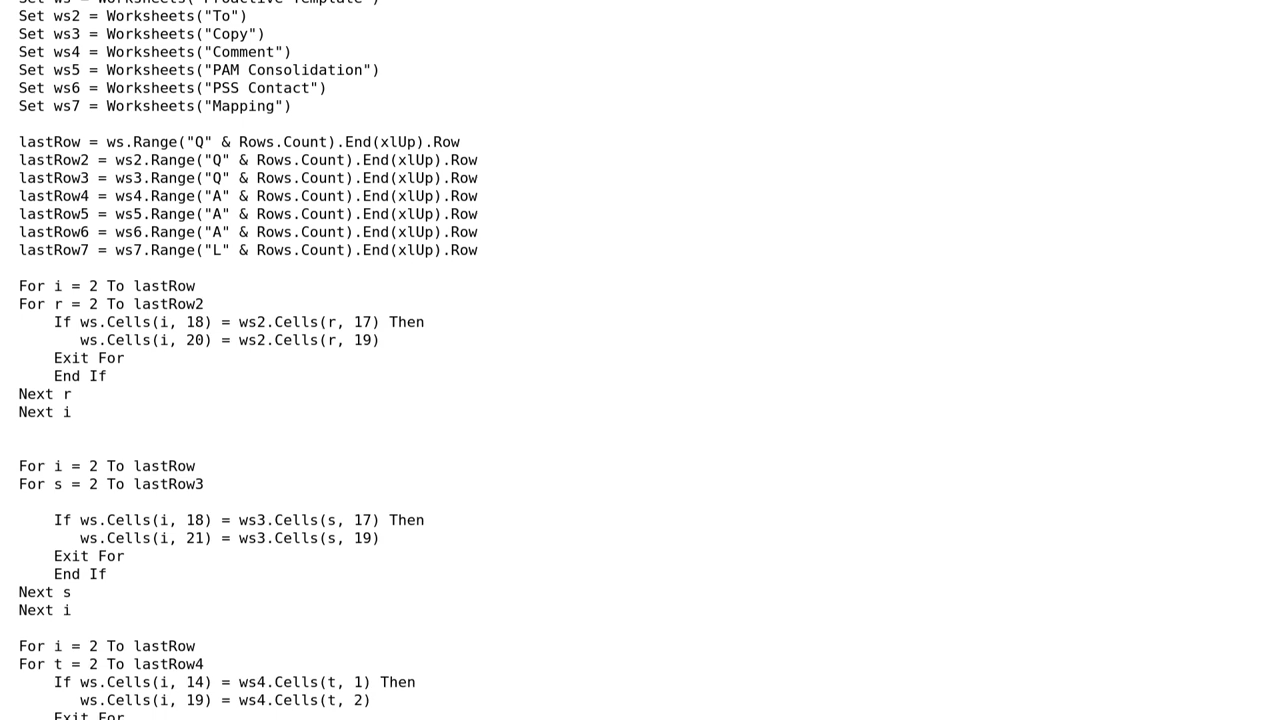 Set ws = Worksheets("Proactive Template")
Set ws2 = Worksheets("To")
Set ws3 = Worksheets("Copy")
Set ws4 = Worksheets("Comment")
Set ws5 = Worksheets("PAM Consolidation")
Set ws6 = Worksheets("PSS Contact")
Set ws7 = Worksheets("Mapping")
lastRow = ws.Range("Q" & Rows.Count).End(xlUp).Row
lastRow2 = ws2.Range("Q" & Rows.Count).End(xlUp).Row
lastRow3 = ws3.Range("Q" & Rows.Count).End(xlUp).Row
lastRow4 = ws4.Range("A" & Rows.Count).End(xlUp).Row
lastRow5 = ws5.Range("A" & Rows.Count).End(xlUp).Row
lastRow6 = ws6.Range("A" & Rows.Count).End(xlUp).Row
lastRow7 = ws7.Range("L" & Rows.Count).End(xlUp).Row
For i = 2 To lastRow
For r = 2 To lastRow2
If ws.Cells(i, 18) = ws2.Cells(r, 17) Then
ws.Cells(i, 20) = ws2.Cells(r, 19)
Exit For
End If
Next r
Next i
For i = 2 To lastRow
For s = 2 To lastRow3
If ws.Cells(i, 18) = ws3.Cells(s, 17) Then
ws.Cells(i, 21) = ws3.Cells(s, 19)
Exit For
End If
Next s
Next i
For i = 2 To lastRow
For t = 2 To lastRow4
If ws.Cells(i, 14) = ws4.Cells(t, 1) Then
ws.Cells(i, 19) = ws4.Cells(t, 2)
Exit For